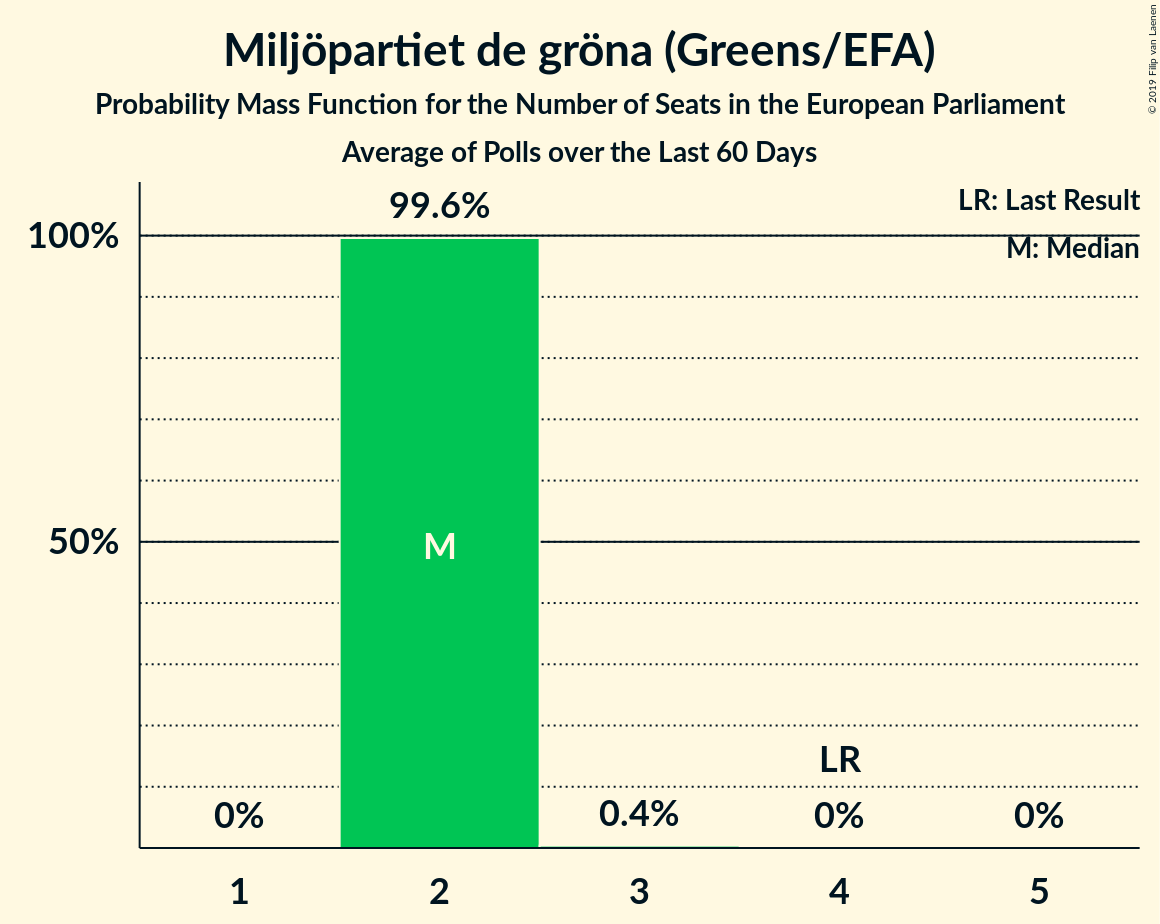 Miljöpartiet de gröna (Greens/EFA)
Probability Mass Function for the Number of Seats in the European Parliament
Average of Polls over the Last 60 Days
© 2019 Filip van Laenen
LR: Last Result
M: Median
99.6%
100%
50%
M
LR
0%
0.4%
0%
0%
1
2
3
4
5